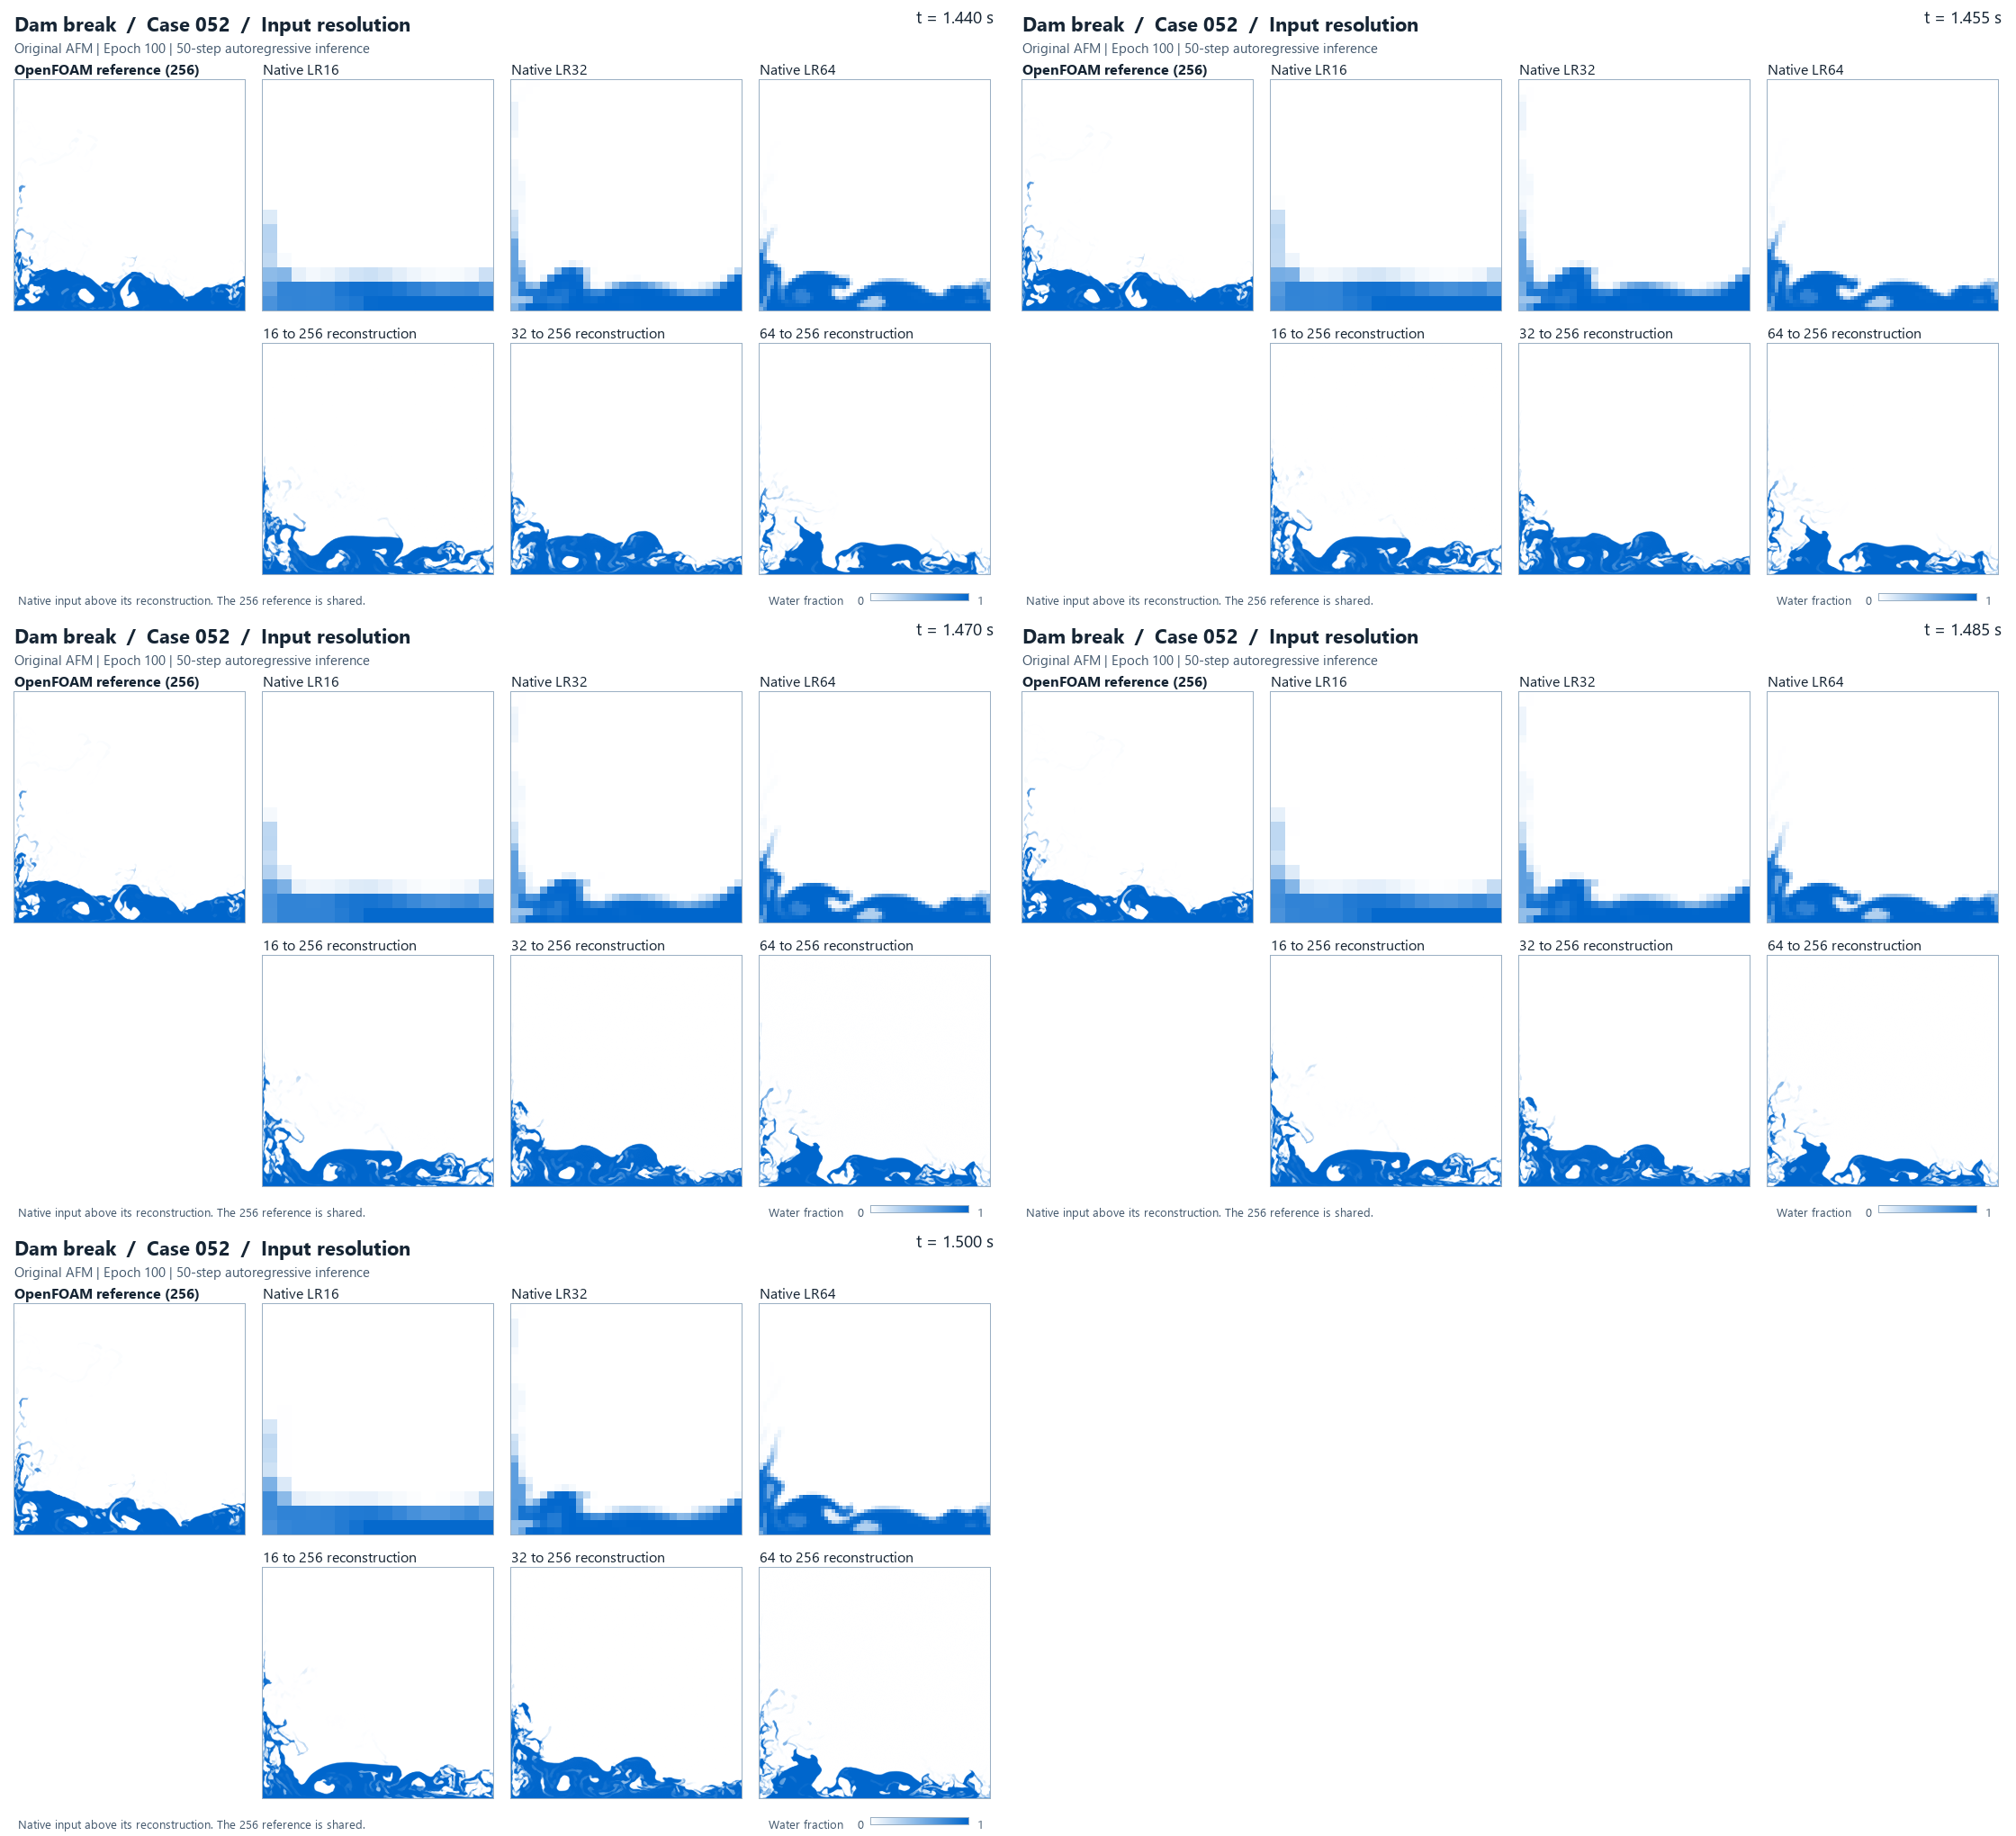 Dam break / Case 052 / Input resolution
t = 1.440 s
Original AFM | Epoch 100 | 50-step autoregressive inference
OpenFOAM reference (256)
Native LR16
Native LR32
Native LR64
16 to 256 reconstruction
32 to 256 reconstruction
64 to 256 reconstruction
Native input above its reconstruction. The 256 reference is shared.
Water fraction 0 1
Dam break / Case 052 / Input resolution
t = 1.455 s
Original AFM | Epoch 100 | 50-step autoregressive inference
OpenFOAM reference (256)
Native LR16
Native LR32
Native LR64
16 to 256 reconstruction
32 to 256 reconstruction
64 to 256 reconstruction
Native input above its reconstruction. The 256 reference is shared.
Water fraction 0 1
Dam break / Case 052 / Input resolution
t = 1.470 s
Original AFM | Epoch 100 | 50-step autoregressive inference
OpenFOAM reference (256)
Native LR16
Native LR32
Native LR64
16 to 256 reconstruction
32 to 256 reconstruction
64 to 256 reconstruction
Native input above its reconstruction. The 256 reference is shared.
Water fraction 0 1
Dam break / Case 052 / Input resolution
t = 1.485 s
Original AFM | Epoch 100 | 50-step autoregressive inference
OpenFOAM reference (256)
Native LR16
Native LR32
Native LR64
16 to 256 reconstruction
32 to 256 reconstruction
64 to 256 reconstruction
Native input above its reconstruction. The 256 reference is shared.
Water fraction 0 1
Dam break / Case 052 / Input resolution
t = 1.500 s
Original AFM | Epoch 100 | 50-step autoregressive inference
OpenFOAM reference (256)
Native LR16
Native LR32
Native LR64
16 to 256 reconstruction
32 to 256 reconstruction
64 to 256 reconstruction
Native input above its reconstruction. The 256 reference is shared.
Water fraction 0 1